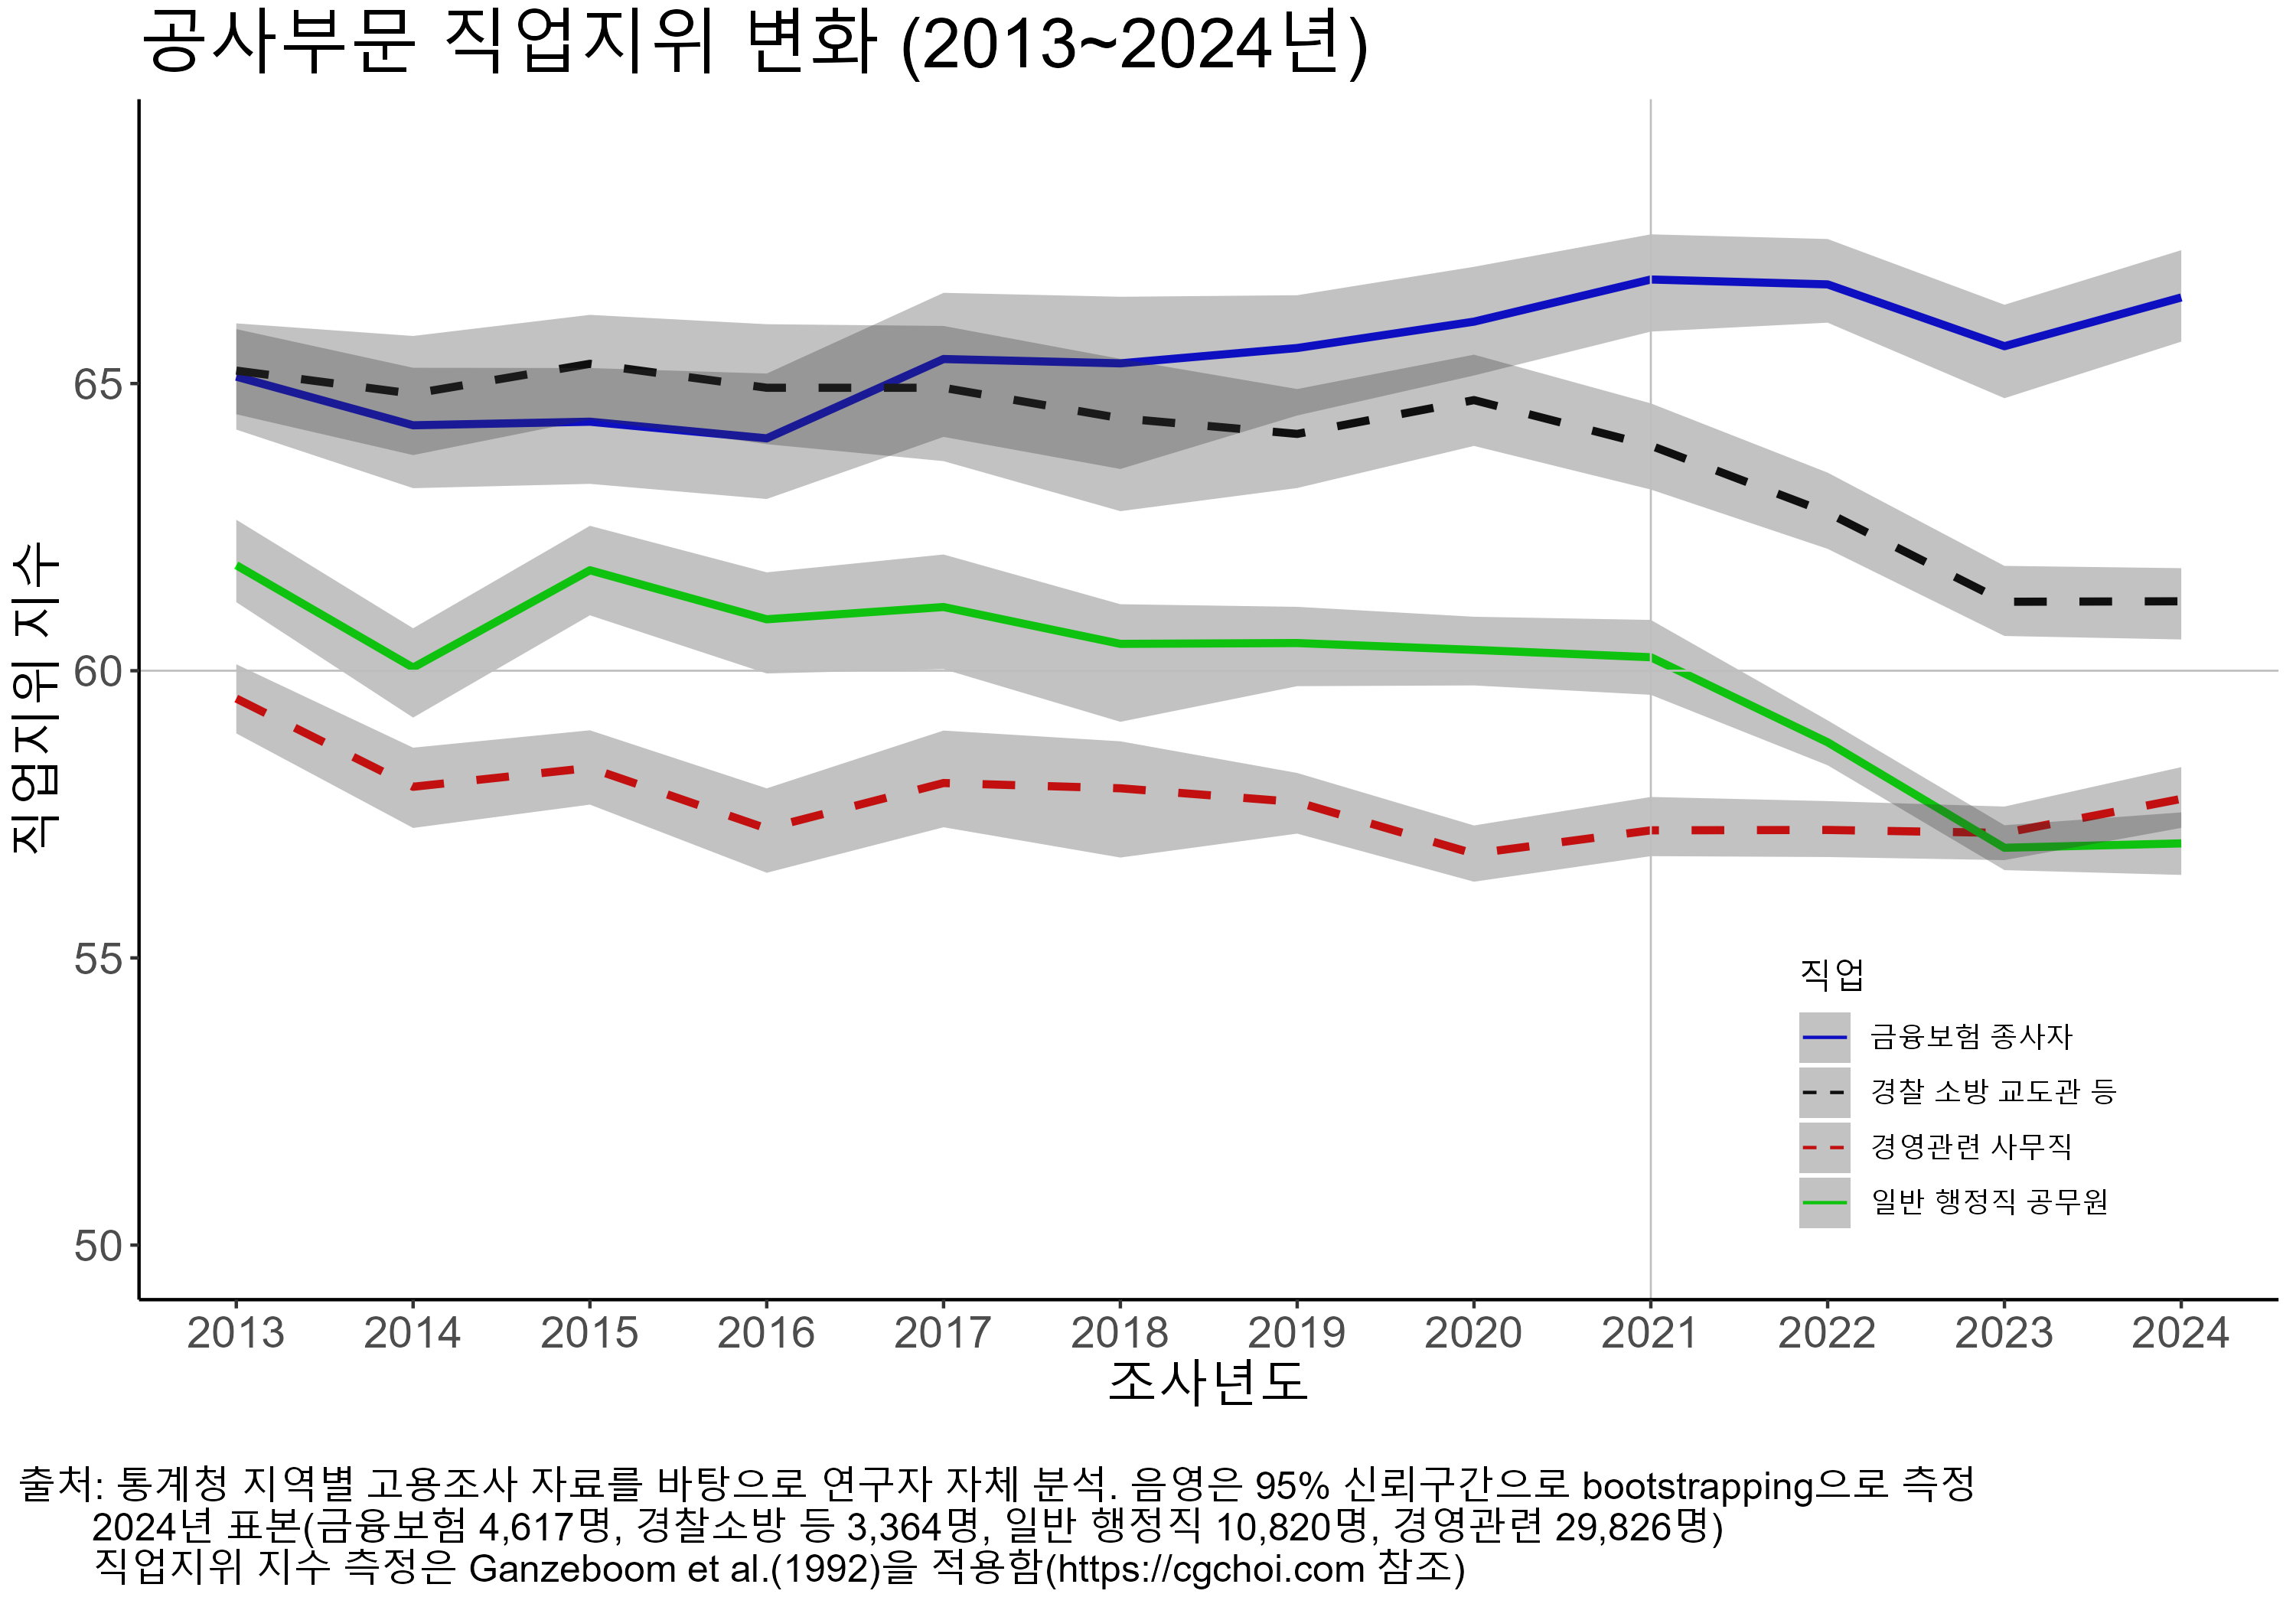 공사부문 직업지위 변화 (2013~2024년)
직업지위 지수
65
60
55
50
직업
금융보험 종사자
경찰 소방 교도관 등
경영관련 사무직
일반 행정직 공무원
2013 2014 2015 2016 2017 2018 2019 2020 2021 2022 2023 2024
조사년도
출처: 통계청 지역별 고용조사 자료를 바탕으로 연구자 자체 분석. 음영은 95% 신뢰구간으로 bootstrapping으로 측정
2024년 표본(금융보험 4,617명, 경찰소방 등 3,364명, 일반 행정직 10,820명, 경영관련 29,826명)
직업지위 지수 측정은 Ganzeboom et al.(1992)을 적용함(https://cgchoi.com 참조)